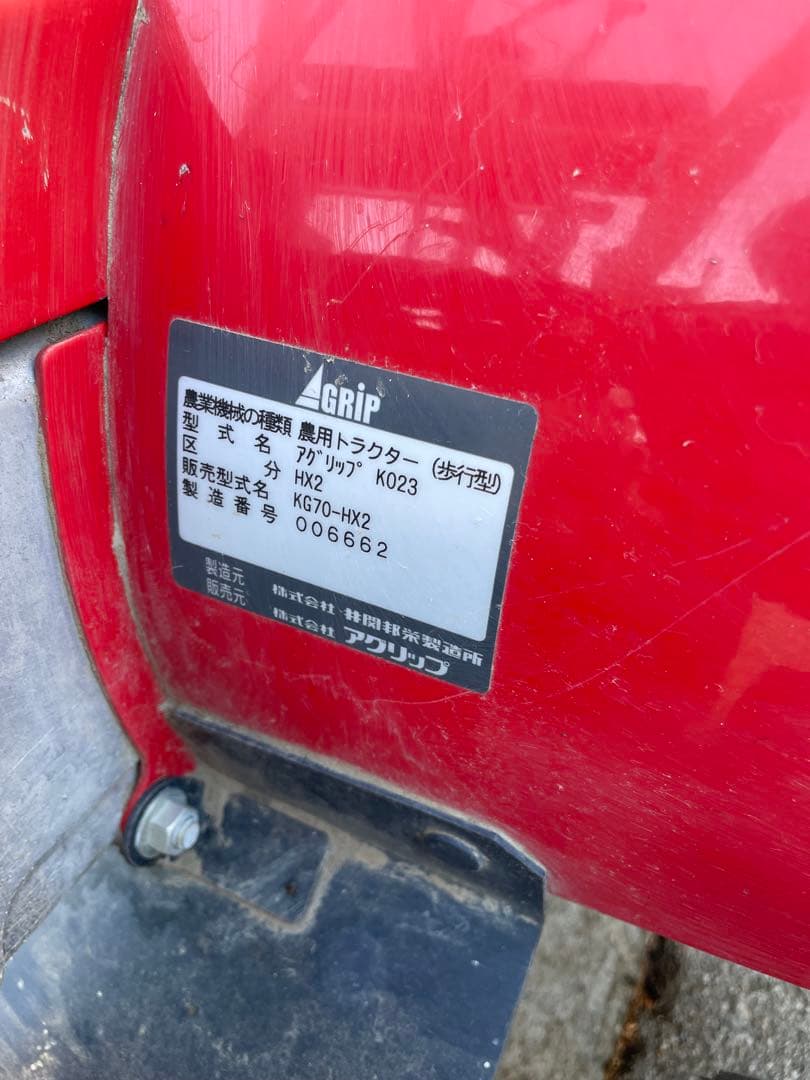 AGRiP
農業機械の種類 農用トラクター (歩行型)
型式名 アグリップ K023
区分 HX2
販売型式名 KG70-HX2
製造番号 006662
製造元 株式会社 井関邦栄製造所
販売元 株式会社 アグリップ